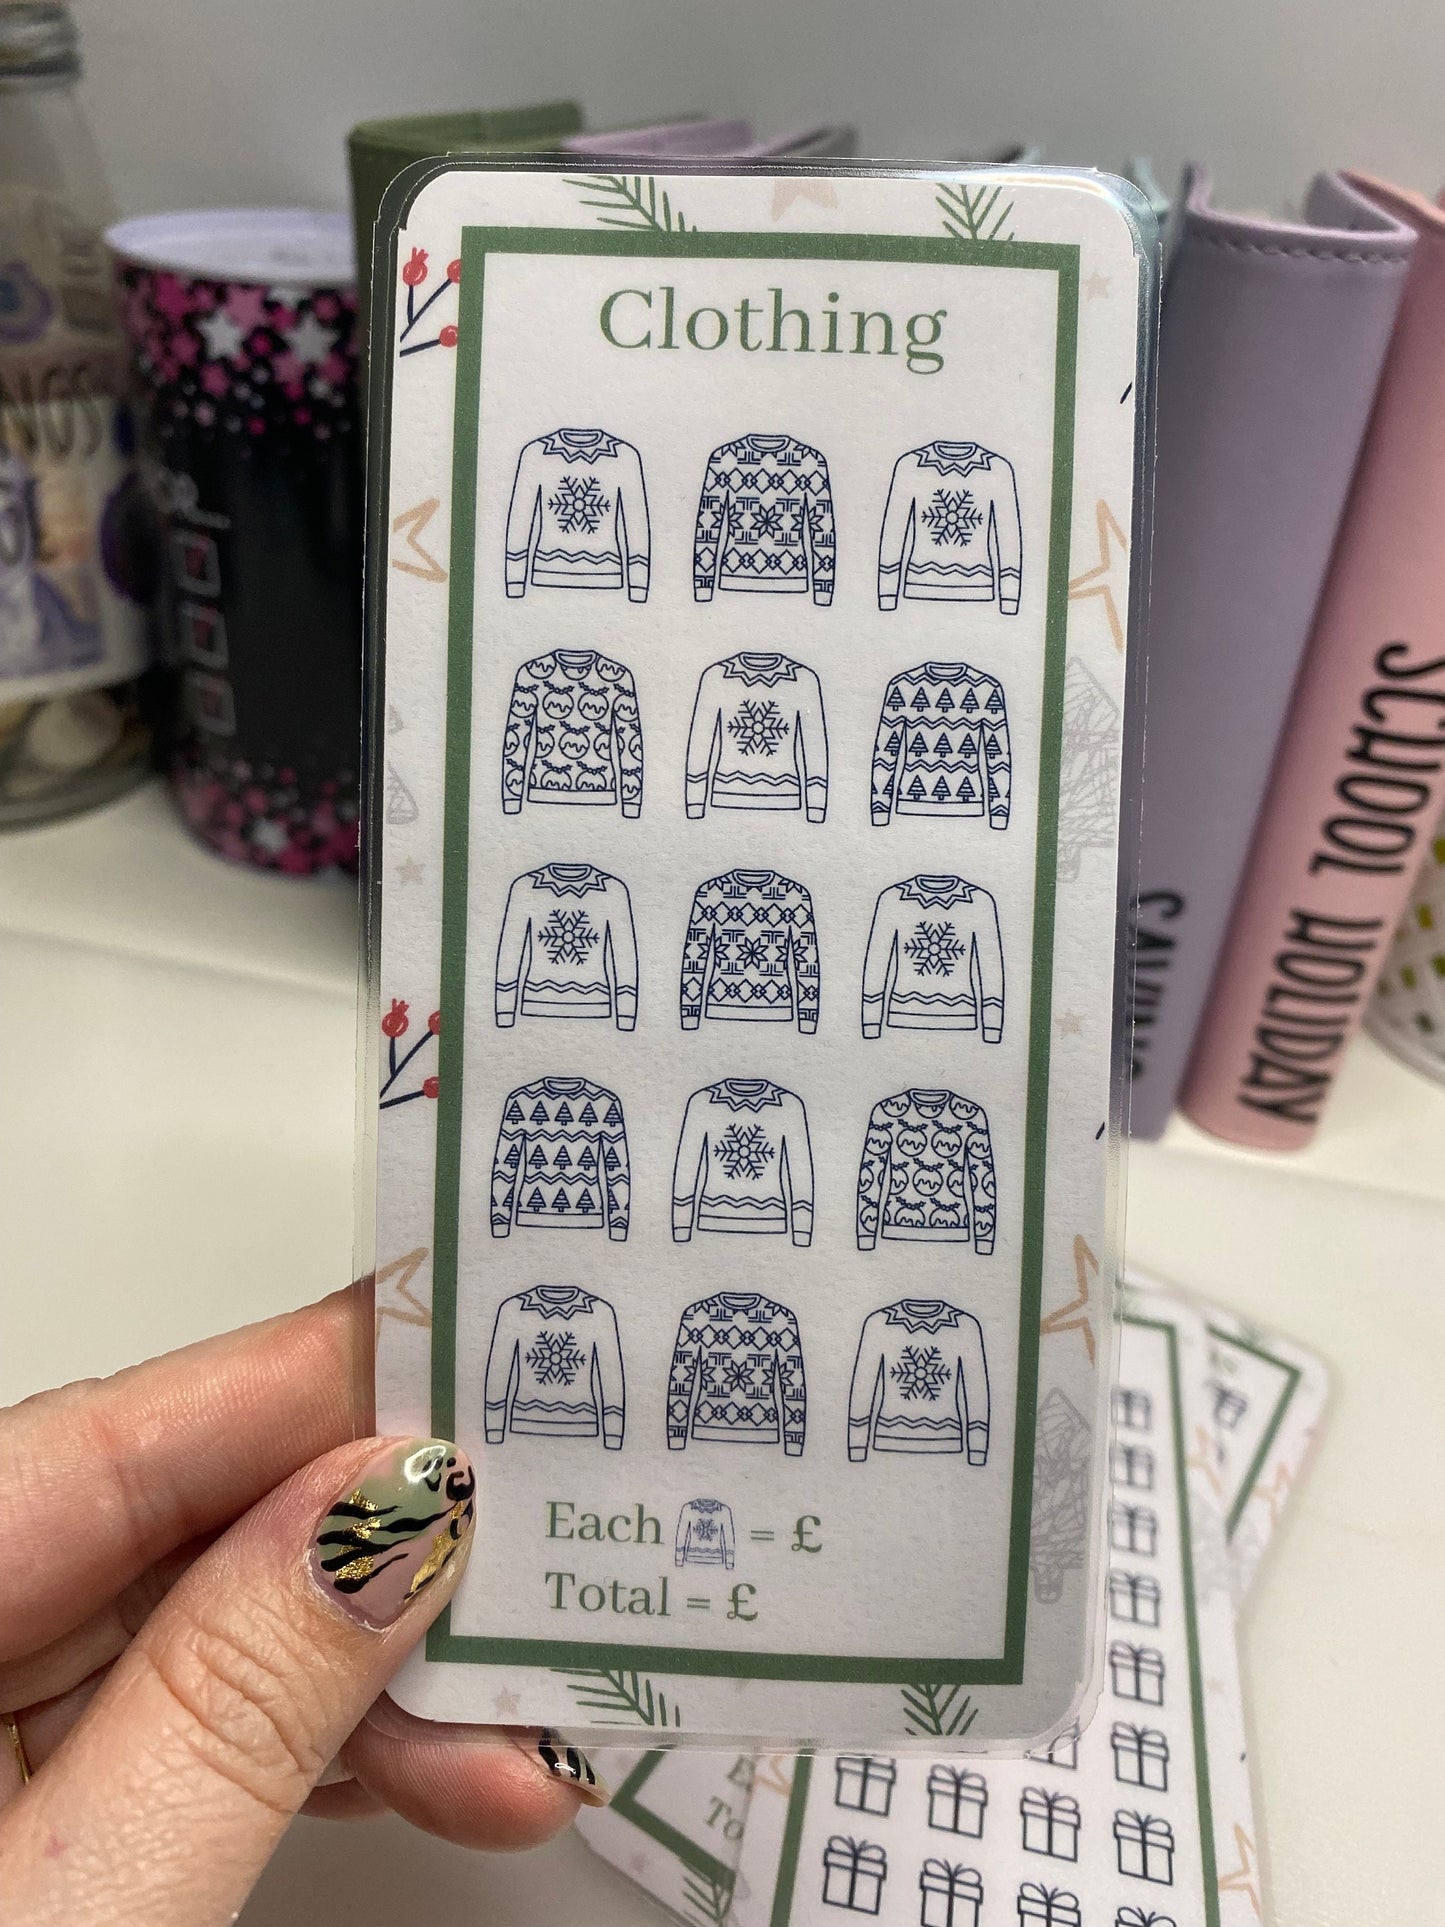 Clothing
Each = £
Total = £
SCHOOL HOLIDAY